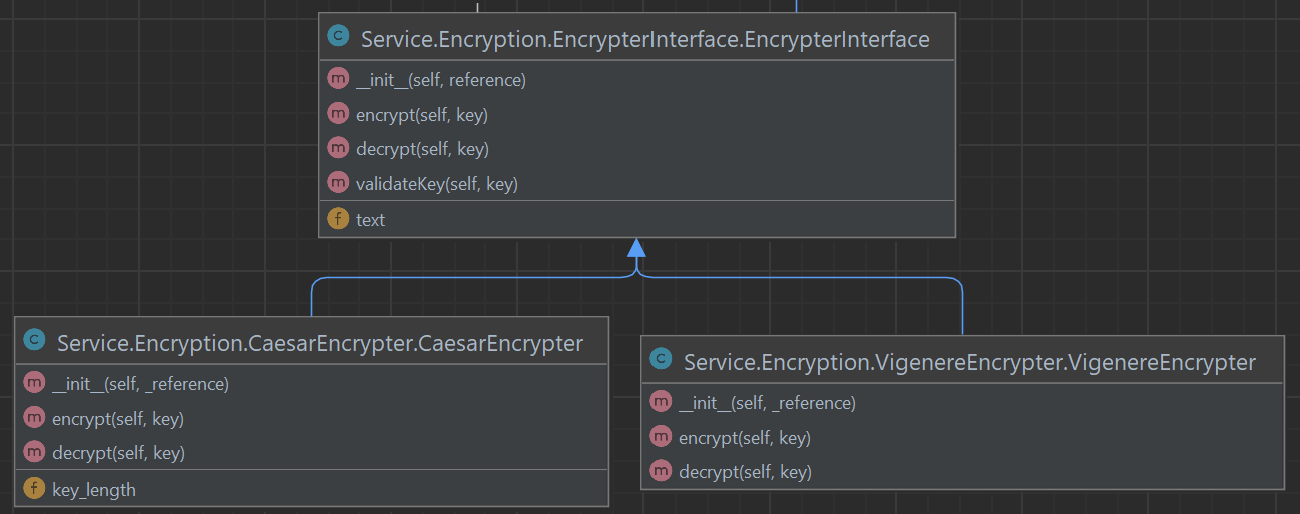 C Service.Encryption.EncrypterInterface.EncrypterInterface
m __init__(self, reference)
m encrypt(self, key)
m decrypt(self, key)
m validateKey(self, key)
f text
C Service.Encryption.CaesarEncrypter.CaesarEncrypter
m __init__(self, _reference)
m encrypt(self, key)
m decrypt(self, key)
f key_length
C Service.Encryption.VigenereEncrypter.VigenereEncrypter
m __init__(self, _reference)
m encrypt(self, key)
m decrypt(self, key)